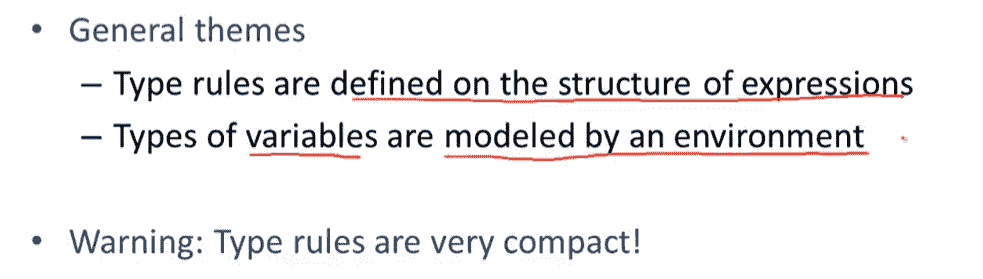 • General themes
– Type rules are defined on the structure of expressions
– Types of variables are modeled by an environment
• Warning: Type rules are very compact!